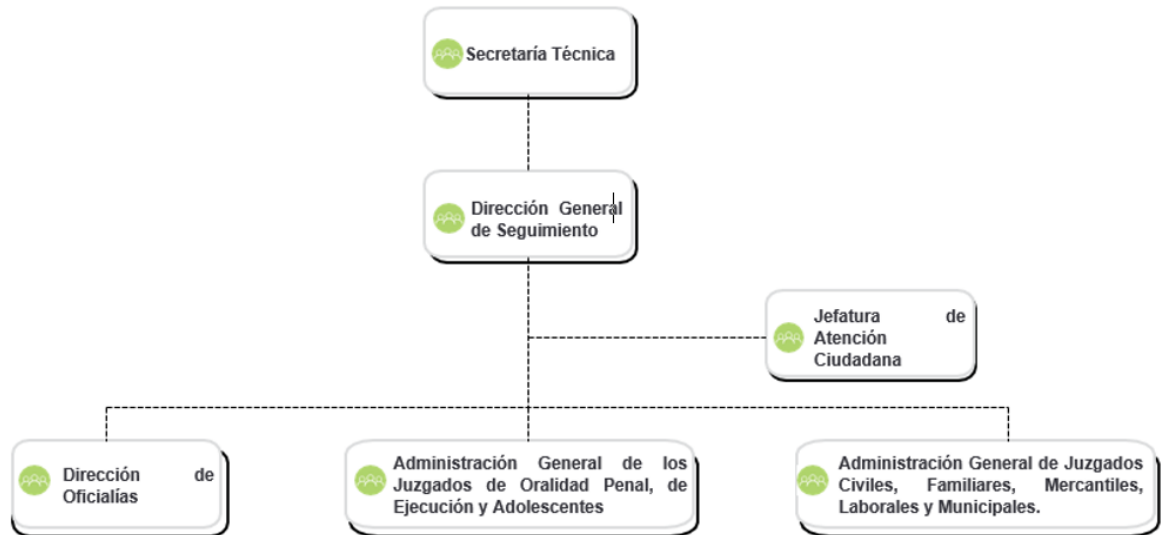 Secretaría Técnica
Dirección General
de Seguimiento
Jefatura de
Atención
Ciudadana
Dirección de
Oficialías
Administración General de los
Juzgados de Oralidad Penal, de
Ejecución y Adolescentes
Administración General de Juzgados
Civiles, Familiares, Mercantiles,
Laborales y Municipales.